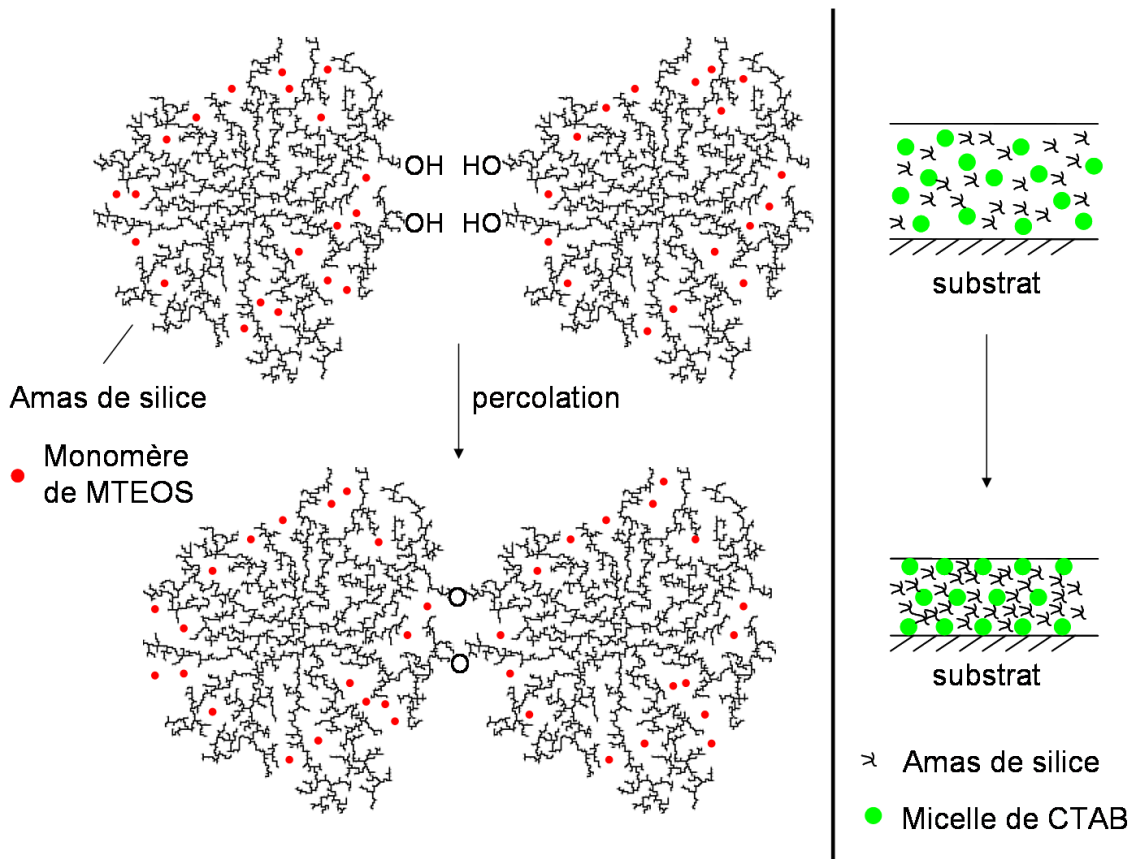 OH HO
OH HO
Amas de silice
percolation
Monomère
de MTEOS
O
O
substrat
substrat
Amas de silice
Micelle de CTAB